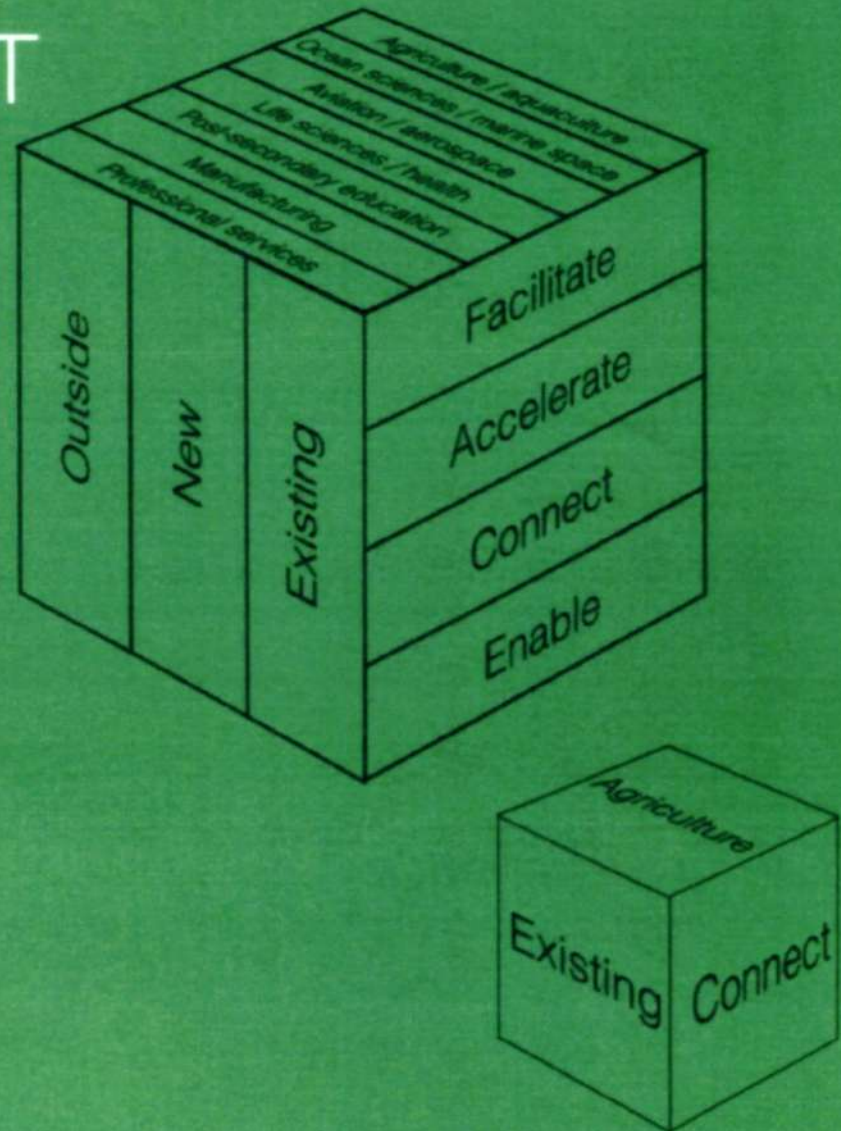 T
Agriculture / aquaculture
Ocean sciences / marine space
Aviation / aerospace
Life sciences / health
Post-secondary education
Manufacturing
Professional services
Outside
New
Existing
Facilitate
Accelerate
Connect
Enable
Agriculture
Existing
Connect